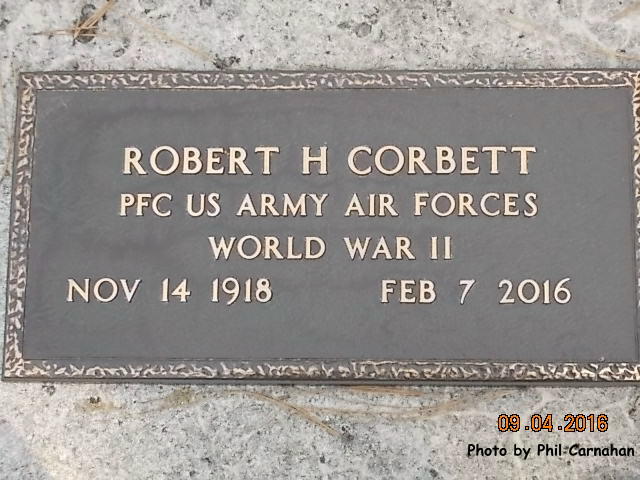 ROBERT H CORBETT
PFC US ARMY AIR FORCES
WORLD WAR II
NOV 14 1918 FEB 7 2016
09.04.2016
Photo by Phil Carnahan